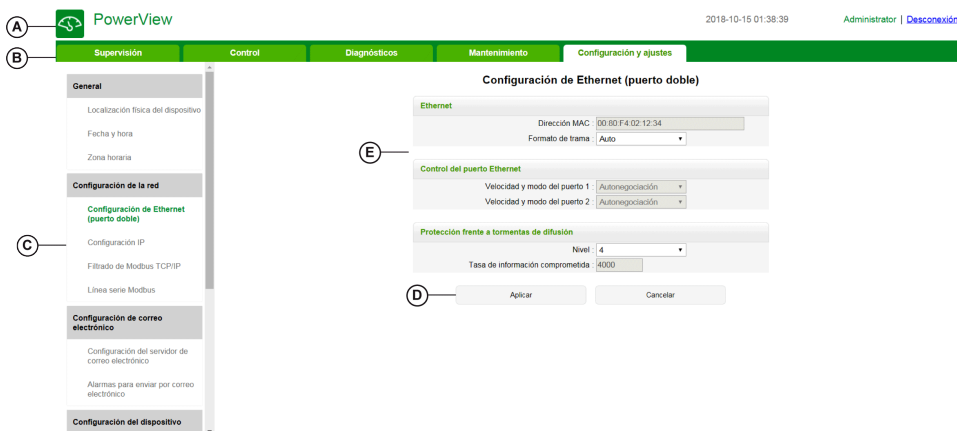 A
PowerView
2018-10-15 01:38:39
Administrator | Desconexión
B
Supervisión
Control
Diagnósticos
Mantenimiento
Configuración y ajustes
General
Localización física del dispositivo
Fecha y hora
Zona horaria
Configuración de la red
Configuración de Ethernet
(puerto doble)
C
Configuración IP
Filtrado de Modbus TCP/IP
Línea serie Modbus
Configuración de correo
electrónico
Configuración del servidor de
correo electrónico
Alarmas para enviar por correo
electrónico
Configuración del dispositivo
Configuración de Ethernet (puerto doble)
Ethernet
Dirección MAC : 00:80:F4:02:12:34
Formato de trama : Auto
E
Control del puerto Ethernet
Velocidad y modo del puerto 1 : Autonegociación
Velocidad y modo del puerto 2 : Autonegociación
Protección frente a tormentas de difusión
Nivel : 4
Tasa de información comprometida : 4000
D
Aplicar
Cancelar